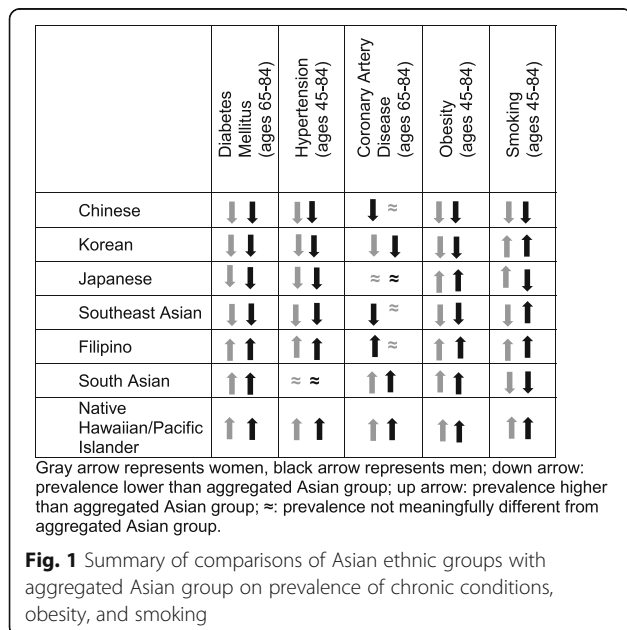 Diabetes
Mellitus
(ages 65-84)
Hypertension
(ages 45-84)
Coronary Artery
Disease
(ages 65-84)
Obesity
(ages 45-84)
Smoking
(ages 45-84)
Chinese ↓ ↓ ↓ ↓ ↓ ≈ ↓ ↓ ↓ ↓
Korean ↓ ↓ ↓ ↓ ↓ ↓ ↓ ↓ ↑ ↑
Japanese ↓ ↓ ↓ ↓ ≈ ≈ ↑ ↑ ↑ ↓
Southeast Asian ↓ ↓ ↓ ↓ ↓ ≈ ↓ ↓ ↓ ↑
Filipino ↑ ↑ ↑ ↑ ↑ ≈ ↑ ↑ ↑ ↑
South Asian ↑ ↑ ≈ ≈ ↑ ↑ ↑ ↑ ↓ ↓
Native
Hawaiian/Pacific ↑ ↑ ↑ ↑ ↑ ↑ ↑ ↑ ↑ ↑
Islander
Gray arrow represents women, black arrow represents men; down arrow:
prevalence lower than aggregated Asian group; up arrow: prevalence higher
than aggregated Asian group; ≈: prevalence not meaningfully different from
aggregated Asian group.
Fig. 1 Summary of comparisons of Asian ethnic groups with
aggregated Asian group on prevalence of chronic conditions,
obesity, and smoking